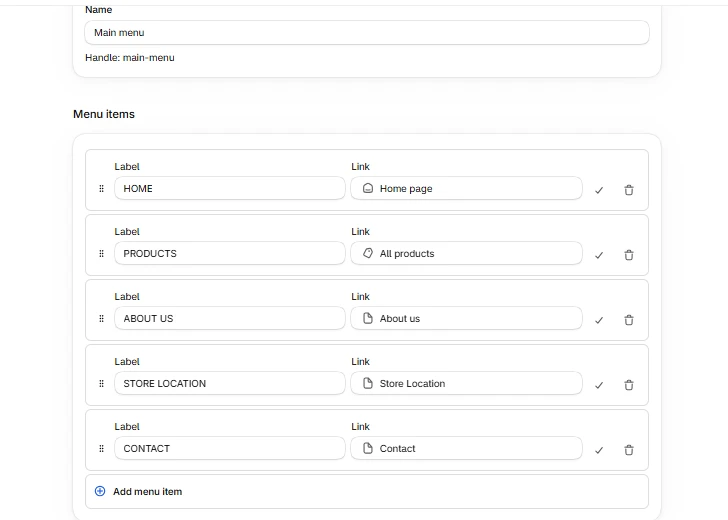 Name
Main menu
Handle: main-menu
Menu items
Label Link
HOME Home page
Label Link
PRODUCTS All products
Label Link
ABOUT US About us
Label Link
STORE LOCATION Store Location
Label Link
CONTACT Contact
Add menu item